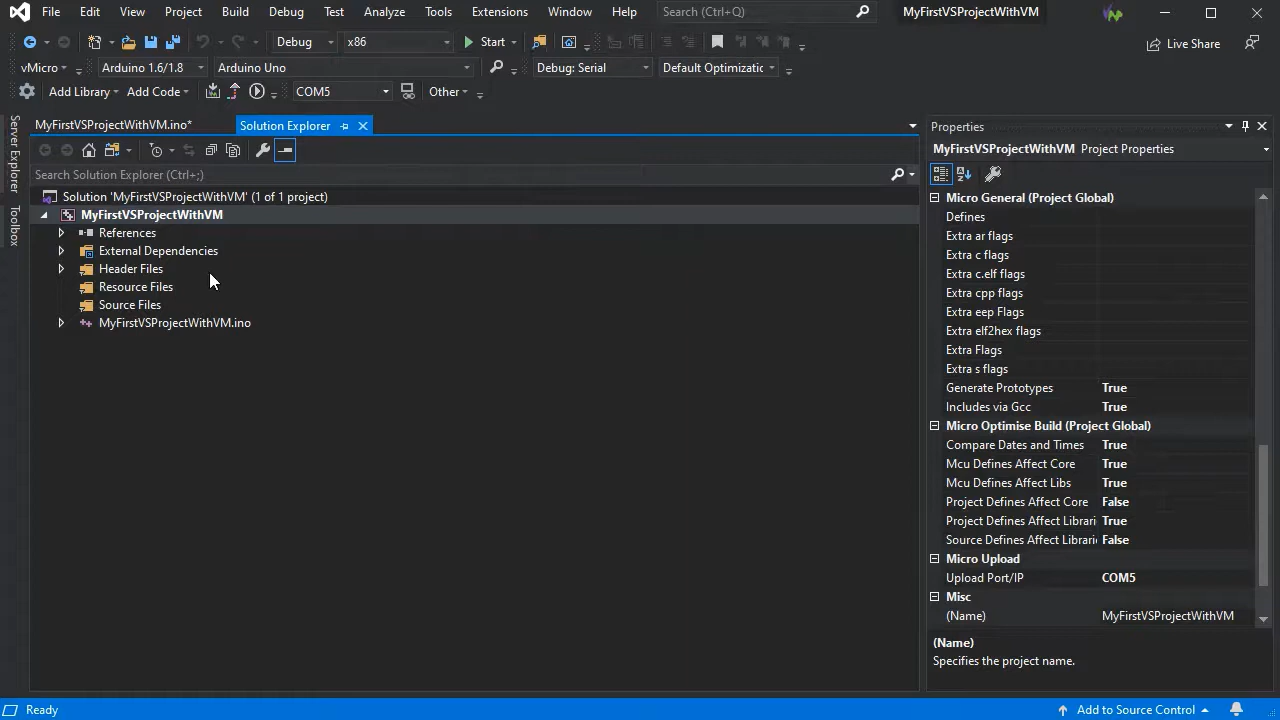 File Edit View Project Build Debug Test Analyze Tools Extensions Window Help Search (Ctrl+Q) MyFirstVSProjectWithVM
Debug x86 Start Live Share
vMicro Arduino 1.6/1.8 Arduino Uno Debug: Serial Default Optimizatic
Add Library Add Code COM5 Other
Server Explorer
Toolbox
MyFirstVSProjectWithVM.ino* Solution Explorer
Search Solution Explorer (Ctrl+;)
Solution 'MyFirstVSProjectWithVM' (1 of 1 project)
MyFirstVSProjectWithVM
References
External Dependencies
Header Files
Resource Files
Source Files
MyFirstVSProjectWithVM.ino
Properties
MyFirstVSProjectWithVM Project Properties
Micro General (Project Global)
Defines
Extra ar flags
Extra c flags
Extra c.elf flags
Extra cpp flags
Extra eep Flags
Extra elf2hex flags
Extra Flags
Extra s flags
Generate Prototypes True
Includes via Gcc True
Micro Optimise Build (Project Global)
Compare Dates and Times True
Mcu Defines Affect Core True
Mcu Defines Affect Libs True
Project Defines Affect Core False
Project Defines Affect Librari True
Source Defines Affect Librari False
Micro Upload
Upload Port/IP COM5
Misc
(Name) MyFirstVSProjectWithVM
(Name)
Specifies the project name.
Ready Add to Source Control